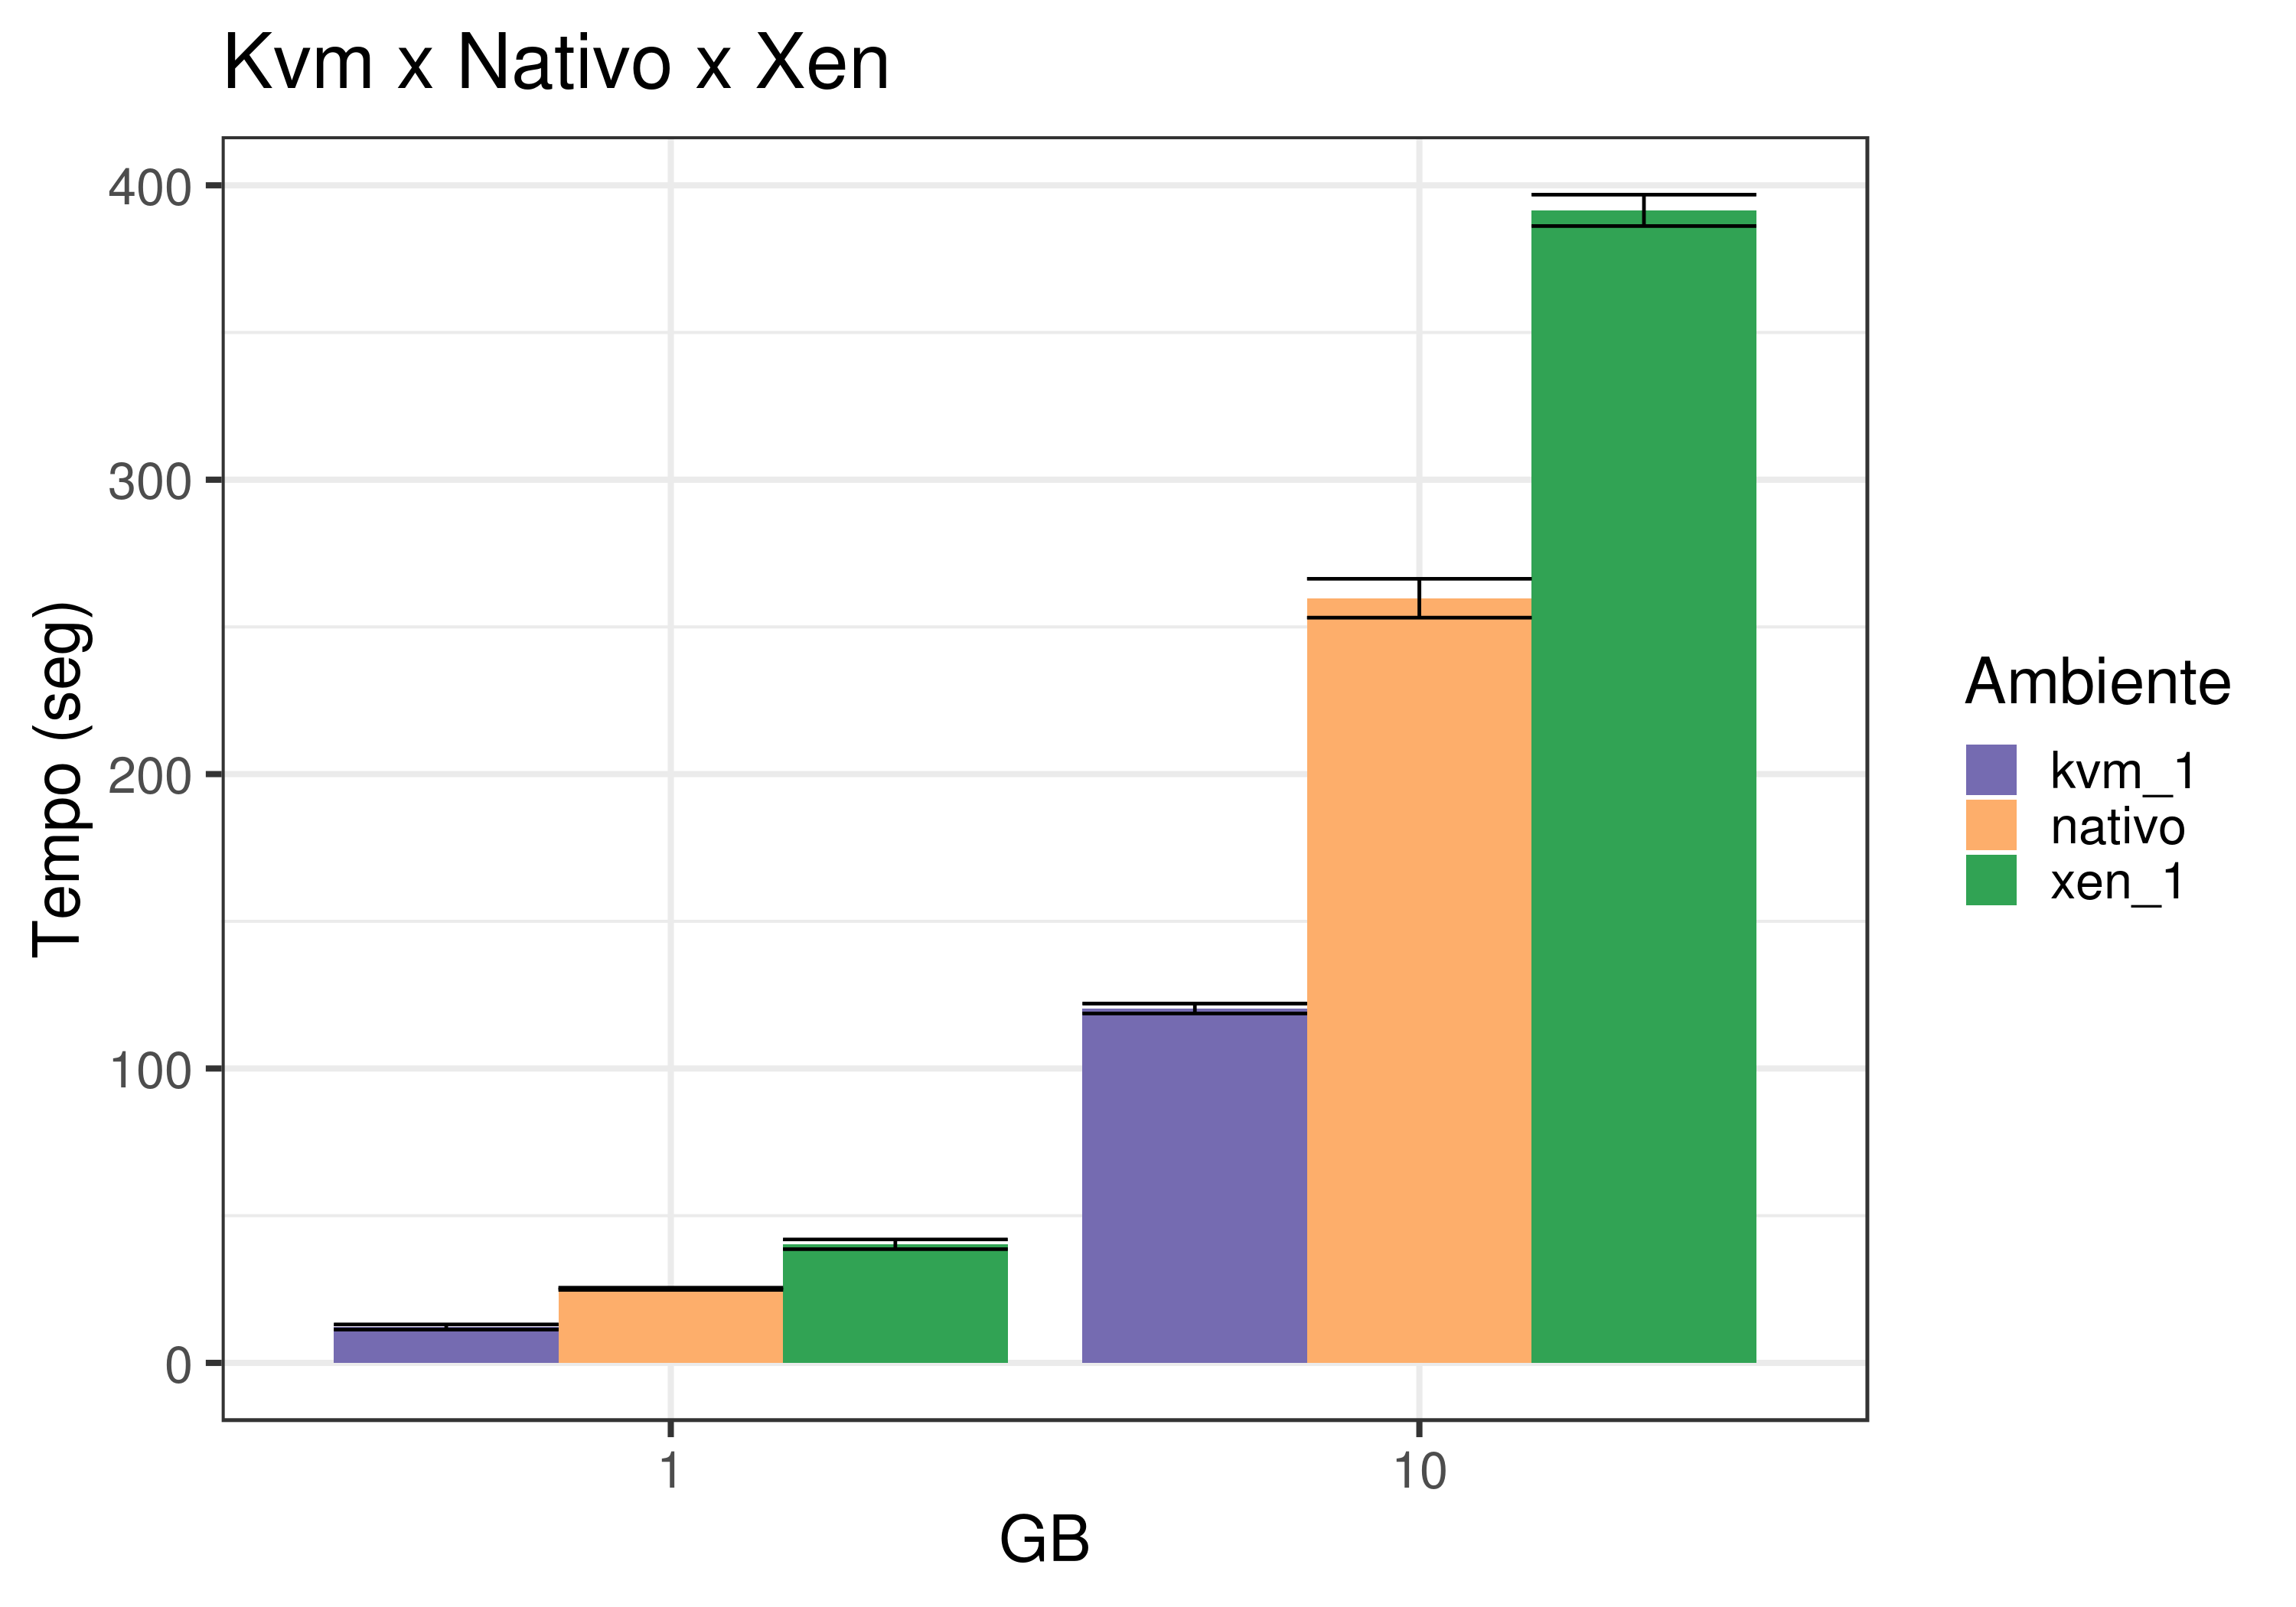 Kvm x Nativo x Xen
400
300
200
100
0
Tempo (seg)
1
10
GB
Ambiente
kvm_1
nativo
xen_1